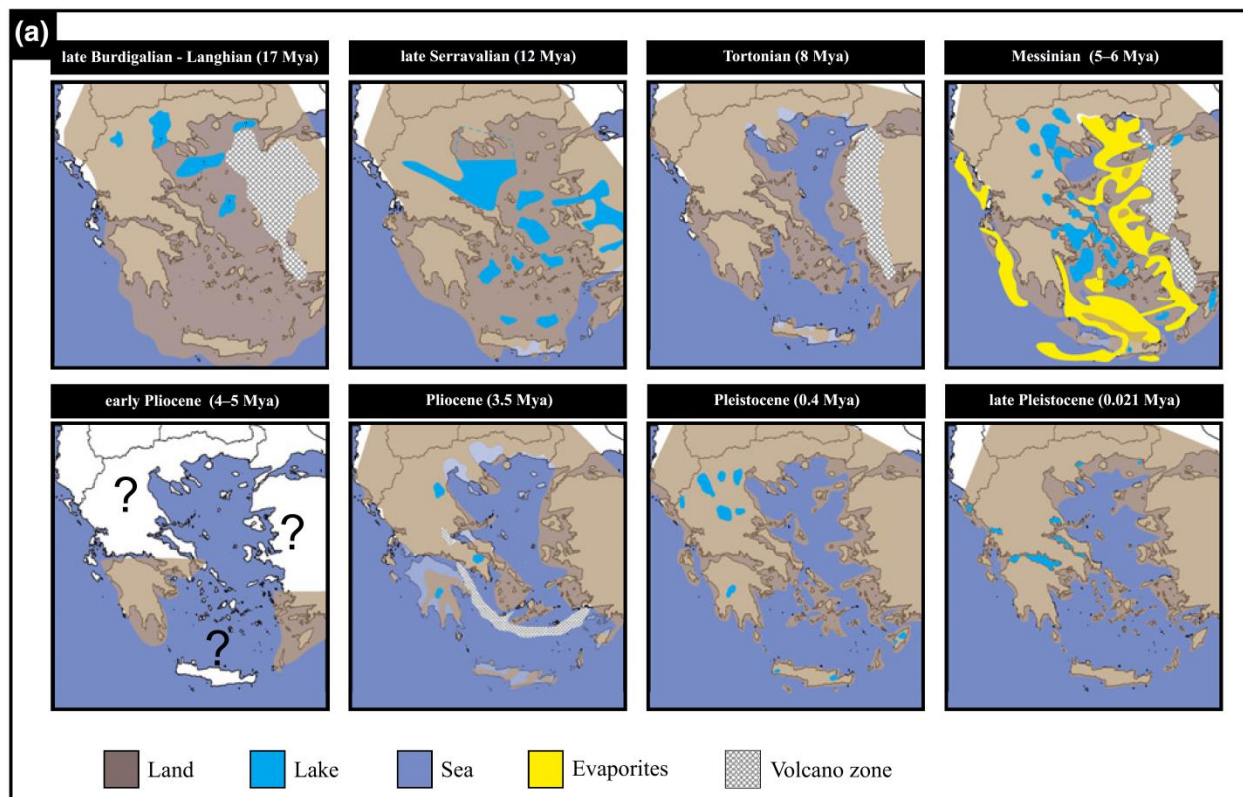 (a)
late Burdigalian - Langhian (17 Mya)
late Serravalian (12 Mya)
Tortonian (8 Mya)
Messinian (5–6 Mya)
early Pliocene (4–5 Mya)
Pliocene (3.5 Mya)
Pleistocene (0.4 Mya)
late Pleistocene (0.021 Mya)
?
?
?
Land
Lake
Sea
Evaporites
Volcano zone